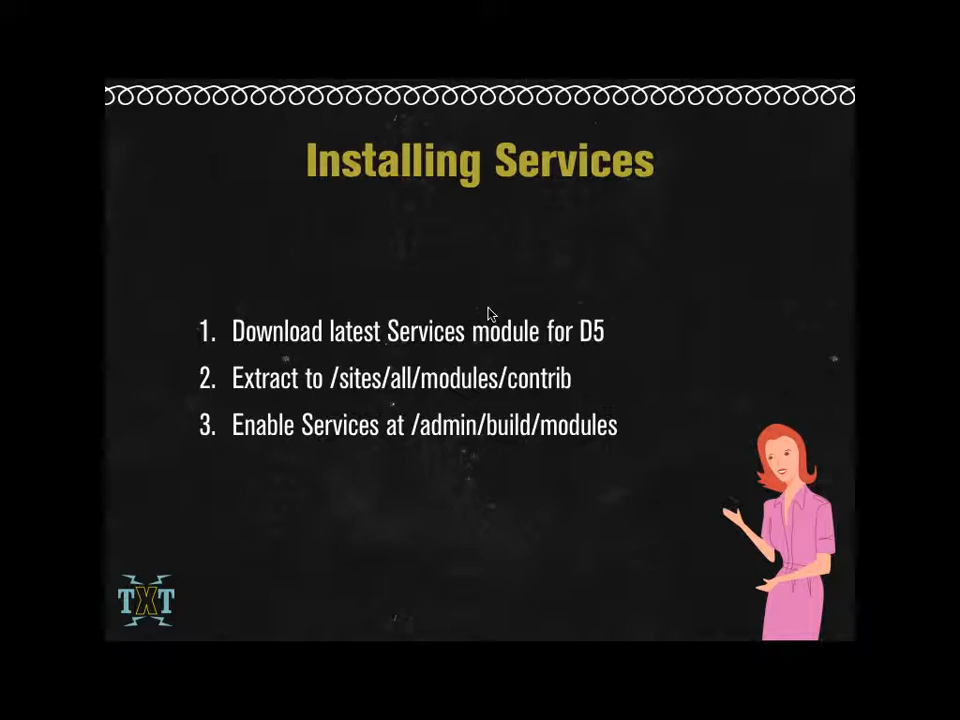 Installing Services
1. Download latest Services module for D5
2. Extract to /sites/all/modules/contrib
3. Enable Services at /admin/build/modules
TXT